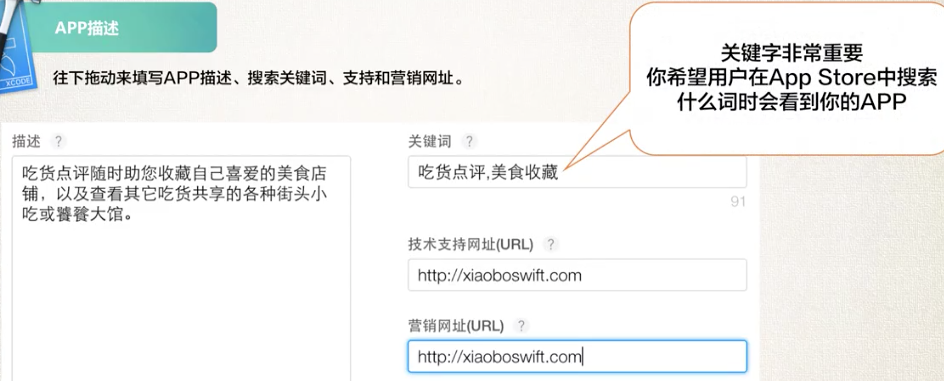 XCODE
APP描述
往下拖动来填写APP描述、搜索关键词、支持和营销网址。
关键字非常重要
你希望用户在App Store中搜索
什么词时会看到你的APP
描述 ?
吃货点评随时助您收藏自己喜爱的美食店
铺，以及查看其它吃货共享的各种街头小
吃或饕餮大馆。
关键词 ?
吃货点评,美食收藏
91
技术支持网址(URL) ?
http://xiaoboswift.com
营销网址(URL) ?
http://xiaoboswift.com